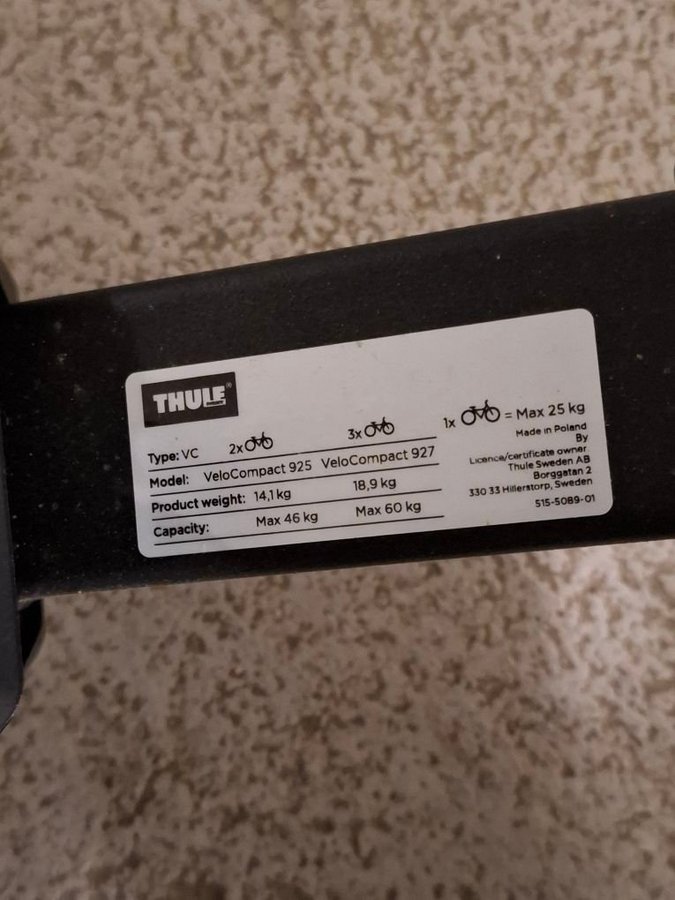 THULE®
SWEDEN
Type: VC 2x 3x
Model: VeloCompact 925 VeloCompact 927
Product weight: 14,1 kg 18,9 kg
Capacity: Max 46 kg Max 60 kg
1x = Max 25 kg
Made in Poland
By
Licence/certificate owner
Thule Sweden AB
Borggatan 2
330 33 Hillerstorp, Sweden
515-5089-01